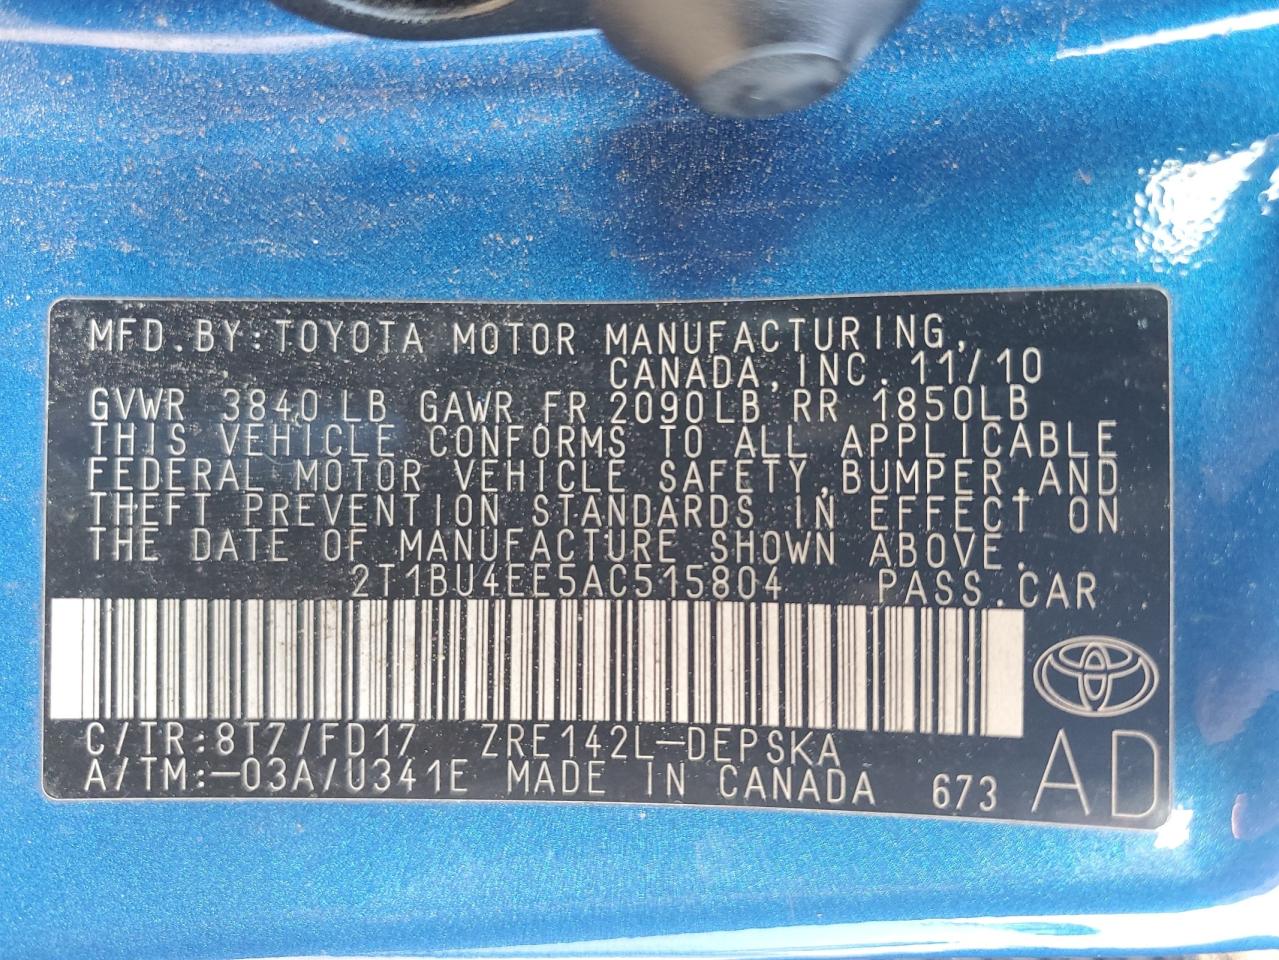 MFD.BY:TOYOTA MOTOR MANUFACTURING,
CANADA,INC. 11/10
GVWR 3840LB GAWR FR 2090LB RR 1850LB
THIS VEHICLE CONFORMS TO ALL APPLICABLE
FEDERAL MOTOR VEHICLE SAFETY,BUMPER,AND
THEFT PREVENTION STANDARDS IN EFFECT ON
THE DATE OF MANUFACTURE SHOWN ABOVE.
2T1BU4EE5AC515804 PASS.CAR
C/TR:8T7/FD17 ZRE142L-DEPSKA
A/TM:-03A/U341E MADE IN CANADA 673 AD